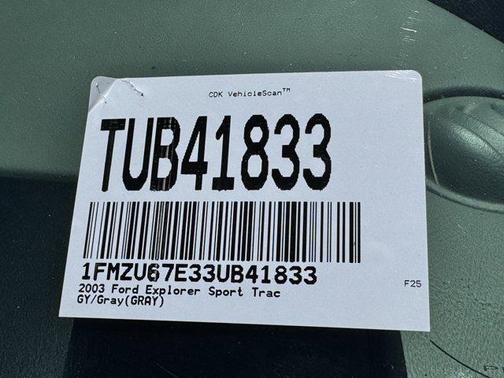 CDK VehicleScan™
TUB41833
1FMZU67E33UB41833
2003 Ford Explorer Sport Trac
GY/Gray(GRAY)
F25